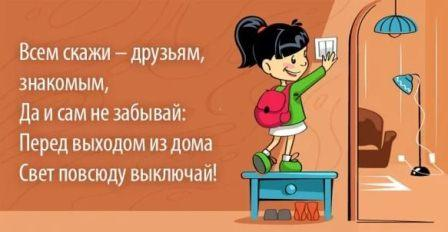 Всем скажи – друзьям,
знакомым,
Да и сам не забывай:
Перед выходом из дома
Свет повсюду выключай!